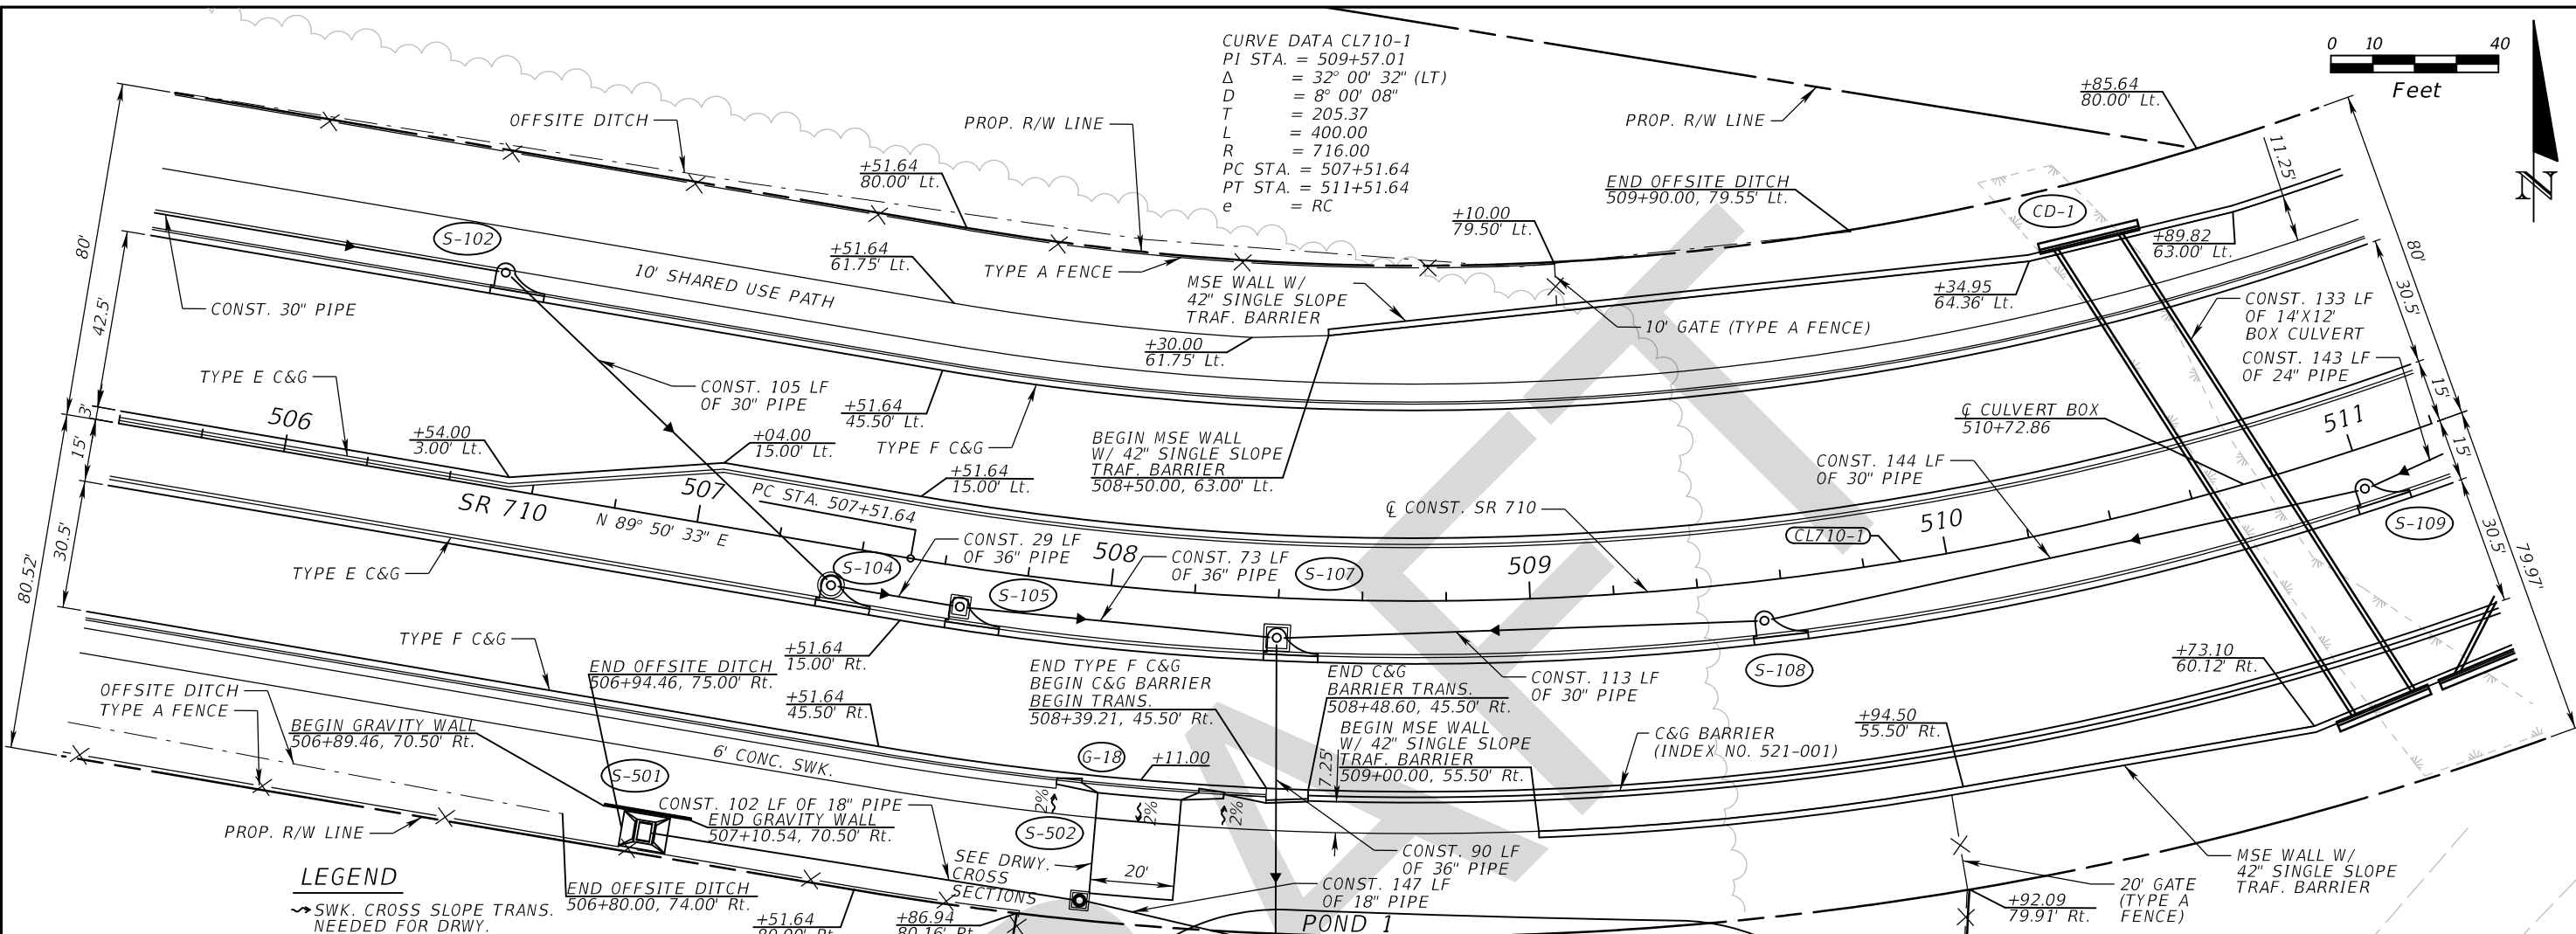 CURVE DATA CL710-1
PI STA. = 509+57.01
Δ = 32° 00' 32" (LT)
D = 8° 00' 08"
T = 205.37
L = 400.00
R = 716.00
PC STA. = 507+51.64
PT STA. = 511+51.64
e = RC
0 10 40
Feet
N
OFFSITE DITCH
PROP. R/W LINE
PROP. R/W LINE
+85.64
80.00' Lt.
+51.64
80.00' Lt.
+10.00
79.50' Lt.
END OFFSITE DITCH
509+90.00, 79.55' Lt.
11.25'
CD-1
+89.82
63.00' Lt.
80'
S-102
10' SHARED USE PATH
+51.64
61.75' Lt.
TYPE A FENCE
MSE WALL W/
42" SINGLE SLOPE
TRAF. BARRIER
+34.95
64.36' Lt.
10' GATE (TYPE A FENCE)
80'
30.5'
CONST. 133 LF
OF 14'X12'
BOX CULVERT
CONST. 143 LF
OF 24" PIPE
42.5'
CONST. 30" PIPE
+30.00
61.75' Lt.
TYPE E C&G
CONST. 105 LF
OF 30" PIPE
+51.64
45.50' Lt.
TYPE F C&G
15'
3'
506
+54.00
3.00' Lt.
+04.00
15.00' Lt.
+51.64
15.00' Lt.
BEGIN MSE WALL
W/ 42" SINGLE SLOPE
TRAF. BARRIER
508+50.00, 63.00' Lt.
℄ CULVERT BOX
510+72.86
511
15'
15'
CONST. 144 LF
OF 30" PIPE
SR 710
507
PC STA. 507+51.64
N 89° 50' 33" E
℄ CONST. SR 710
CL710-1
510
S-109
30.5'
30.5'
79.97'
80.52'
TYPE E C&G
S-104
CONST. 29 LF
OF 36" PIPE
508
CONST. 73 LF
OF 36" PIPE
S-107
509
S-105
TYPE F C&G
+51.64
15.00' Rt.
END OFFSITE DITCH
506+94.46, 75.00' Rt.
+51.64
45.50' Rt.
END TYPE F C&G
BEGIN C&G BARRIER
BEGIN TRANS.
508+39.21, 45.50' Rt.
END C&G
BARRIER TRANS.
508+48.60, 45.50' Rt.
CONST. 113 LF
OF 30" PIPE
S-108
+73.10
60.12' Rt.
OFFSITE DITCH
TYPE A FENCE
BEGIN GRAVITY WALL
506+89.46, 70.50' Rt.
6' CONC. SWK.
G-18
+11.00
BEGIN MSE WALL
W/ 42" SINGLE SLOPE
TRAF. BARRIER
509+00.00, 55.50' Rt.
7.25'
C&G BARRIER
(INDEX NO. 521-001)
+94.50
55.50' Rt.
S-501
CONST. 102 LF OF 18" PIPE
END GRAVITY WALL
507+10.54, 70.50' Rt.
2%
2%
2%
S-502
PROP. R/W LINE
SEE DRWY.
CROSS
SECTIONS
20'
CONST. 90 LF
OF 36" PIPE
CONST. 147 LF
OF 18" PIPE
MSE WALL W/
42" SINGLE SLOPE
TRAF. BARRIER
20' GATE
(TYPE A
FENCE)
+92.09
79.91' Rt.
LEGEND
SWK. CROSS SLOPE TRANS.
NEEDED FOR DRWY.
END OFFSITE DITCH
506+80.00, 74.00' Rt.
+51.64
80.00' Rt.
+86.94
80.16' Rt.
POND 1